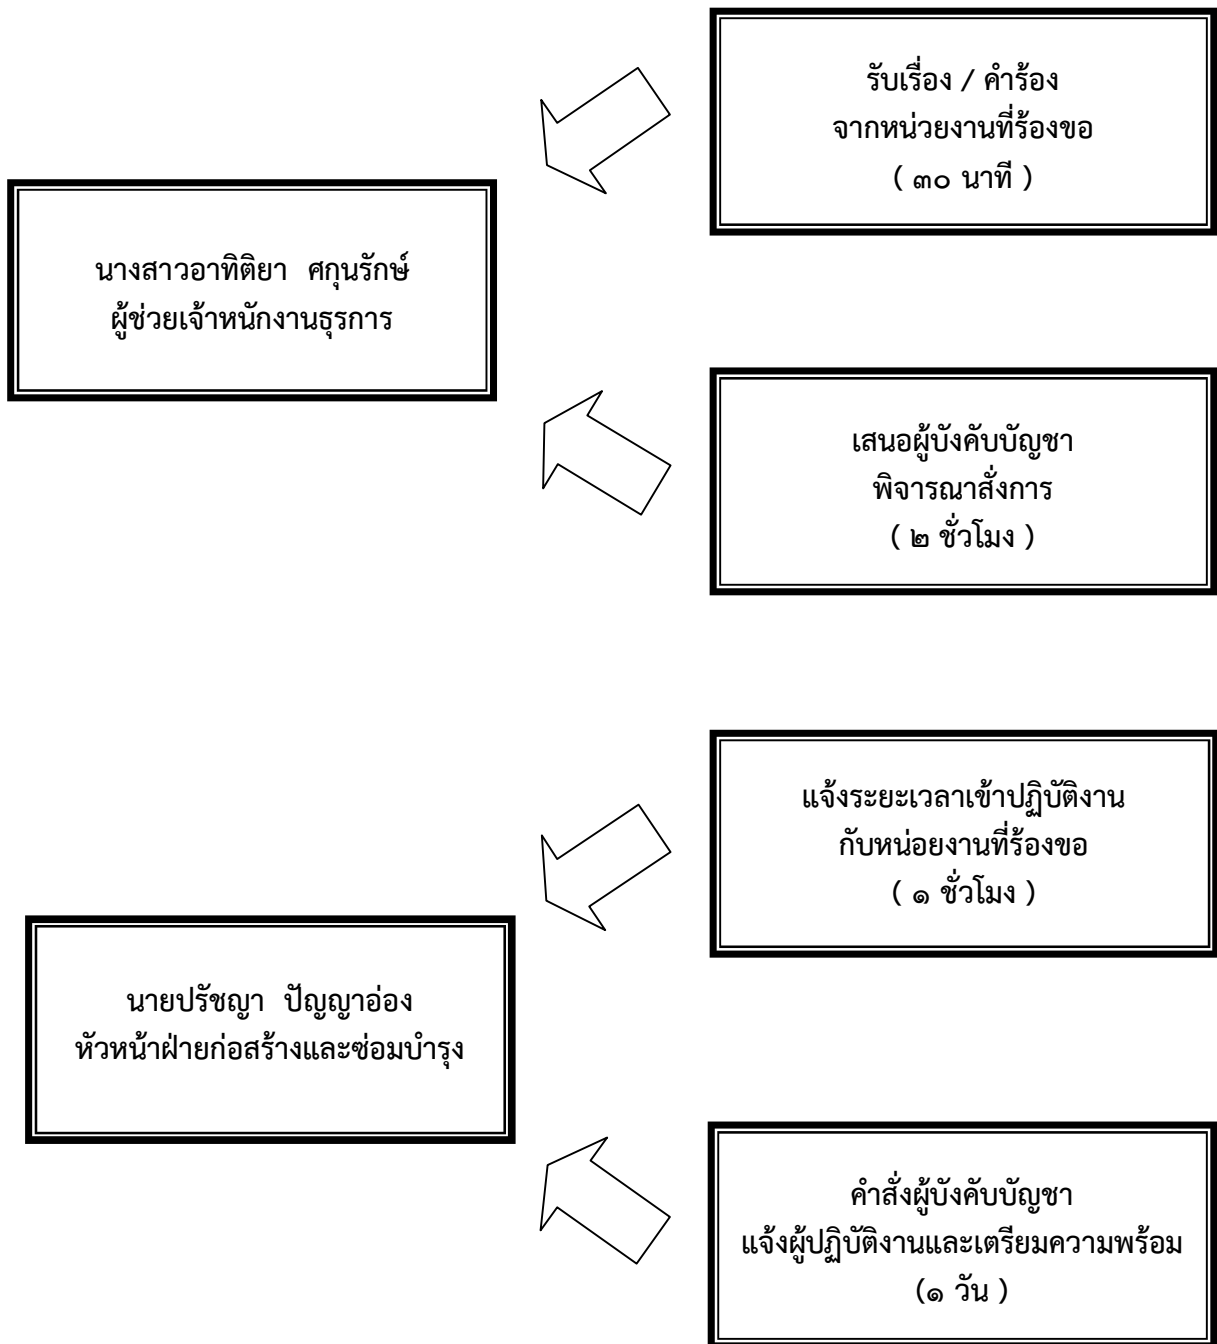 รับเรื่อง / คำร้อง
จากหน่วยงานที่ร้องขอ
( ๓๐ นาที )
นางสาวอาทิติยา ศกุนรักษ์
ผู้ช่วยเจ้าหนักงานธุรการ
เสนอผู้บังคับบัญชา
พิจารณาสั่งการ
( ๒ ชั่วโมง )
แจ้งระยะเวลาเข้าปฏิบัติงาน
กับหน่อยงานที่ร้องขอ
( ๑ ชั่วโมง )
นายปรัชญา ปัญญาอ่อง
หัวหน้าฝ่ายก่อสร้างและซ่อมบำรุง
คำสั่งผู้บังคับบัญชา
แจ้งผู้ปฏิบัติงานและเตรียมความพร้อม
(๑ วัน )